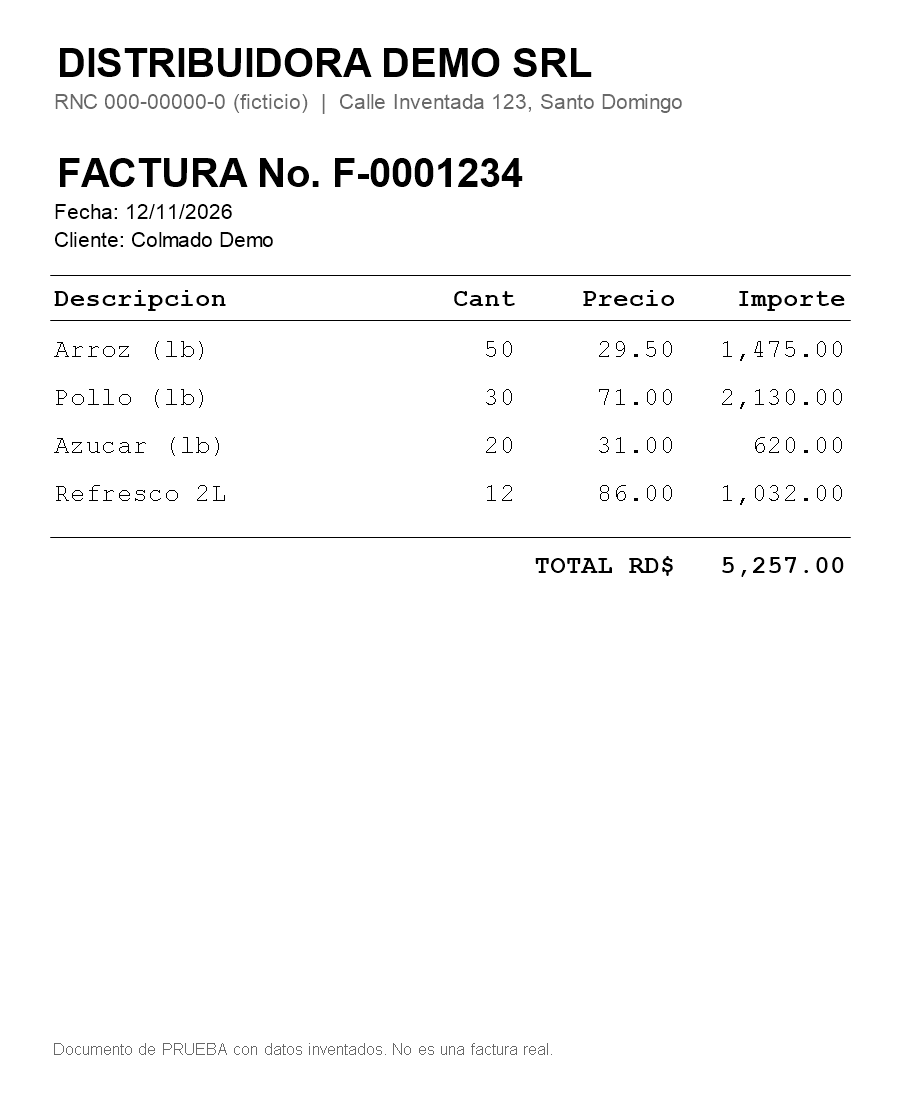 DISTRIBUIDORA DEMO SRL
RNC 000-00000-0 (ficticio) | Calle Inventada 123, Santo Domingo
FACTURA No. F-0001234
Fecha: 12/11/2026
Cliente: Colmado Demo
Descripcion Cant Precio Importe
Arroz (lb) 50 29.50 1,475.00
Pollo (lb) 30 71.00 2,130.00
Azucar (lb) 20 31.00 620.00
Refresco 2L 12 86.00 1,032.00
TOTAL RD$ 5,257.00
Documento de PRUEBA con datos inventados. No es una factura real.